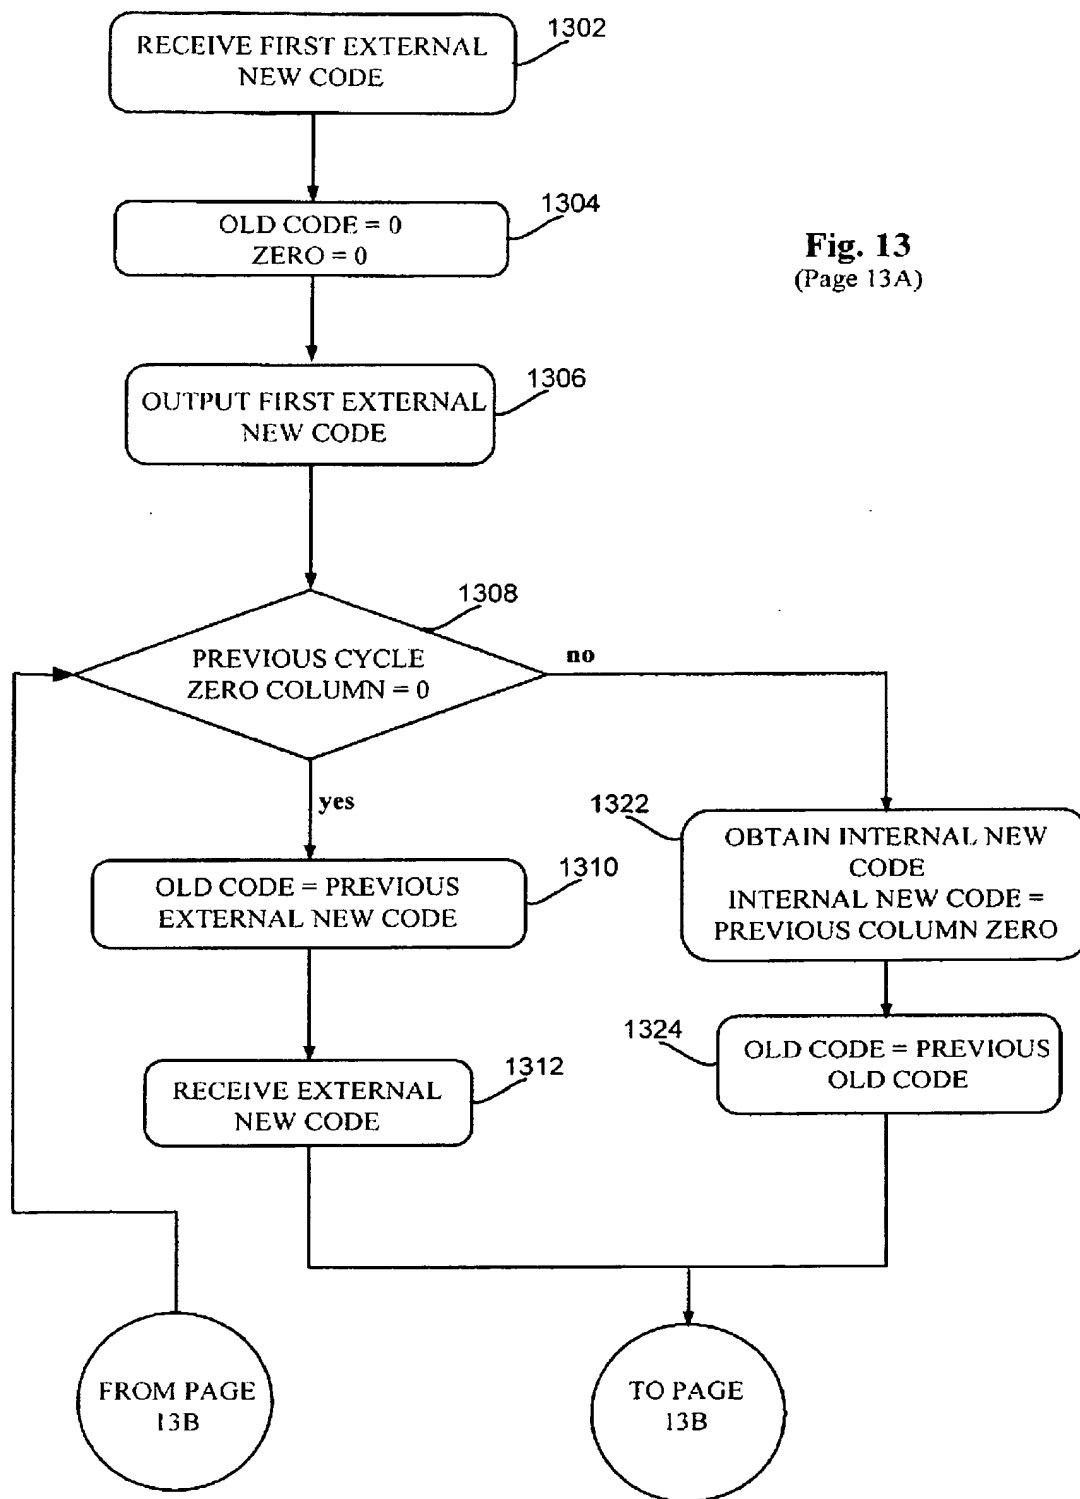 1302
RECEIVE FIRST EXTERNAL
NEW CODE
1304
OLD CODE = 0
ZERO = 0
Fig. 13
(Page 13A)
1306
OUTPUT FIRST EXTERNAL
NEW CODE
1308
PREVIOUS CYCLE
ZERO COLUMN = 0
no
yes
1310
OLD CODE = PREVIOUS
EXTERNAL NEW CODE
1322
OBTAIN INTERNAL NEW
CODE
INTERNAL NEW CODE =
PREVIOUS COLUMN ZERO
1312
RECEIVE EXTERNAL
NEW CODE
1324
OLD CODE = PREVIOUS
OLD CODE
FROM PAGE
13B
TO PAGE
13B